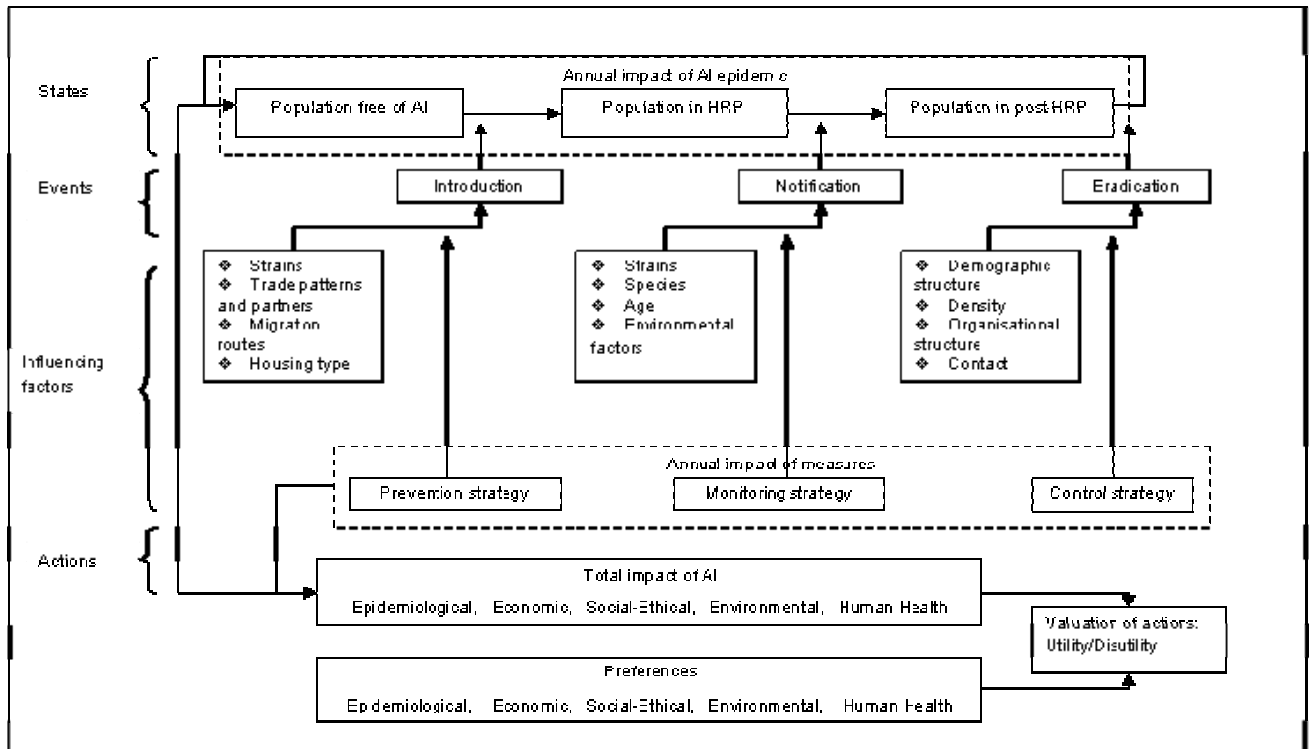 Annual impact of AI epidemic
States
Population free of AI
Population in HRP
Population in post-HRP
Events
Introduction
Notification
Eradication
Influencing
factors
❖ Strains
❖ Trade patterns
and partners
❖ Migration
routes
❖ Housing type
❖ Strains
❖ Species
❖ Age
❖ Environmental
factors
❖ Demographic
structure
❖ Density
❖ Organisational
structure
❖ Contact
Annual impact of measures
Prevention strategy
Monitoring strategy
Control strategy
Actions
Total impact of AI
Epidemiological, Economic, Social-Ethical, Environmental, Human Health
Valuation of actions:
Utility/Disutility
Preferences
Epidemiological, Economic, Social-Ethical, Environmental, Human Health